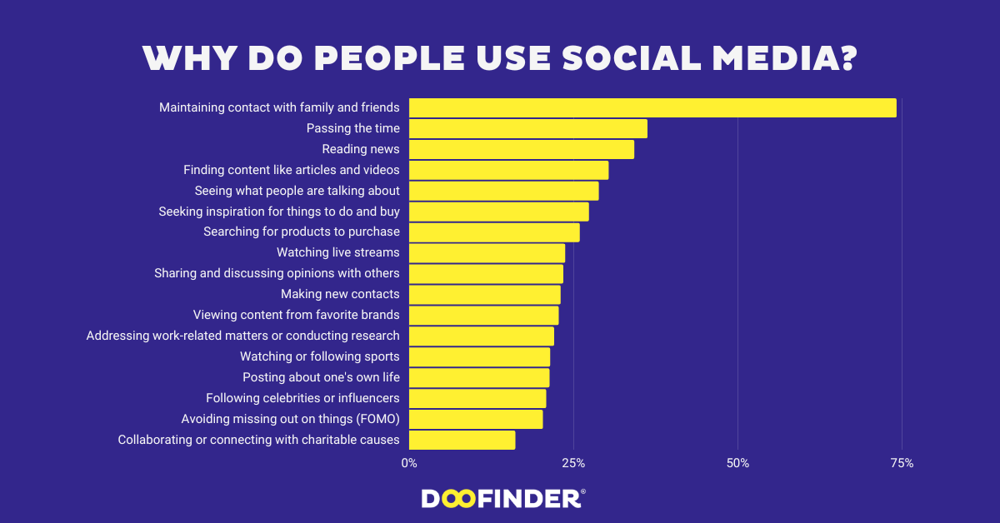 WHY DO PEOPLE USE SOCIAL MEDIA?
Maintaining contact with family and friends
Passing the time
Reading news
Finding content like articles and videos
Seeing what people are talking about
Seeking inspiration for things to do and buy
Searching for products to purchase
Watching live streams
Sharing and discussing opinions with others
Making new contacts
Viewing content from favorite brands
Addressing work-related matters or conducting research
Watching or following sports
Posting about one's own life
Following celebrities or influencers
Avoiding missing out on things (FOMO)
Collaborating or connecting with charitable causes
0% 25% 50% 75%
DOOFINDER®